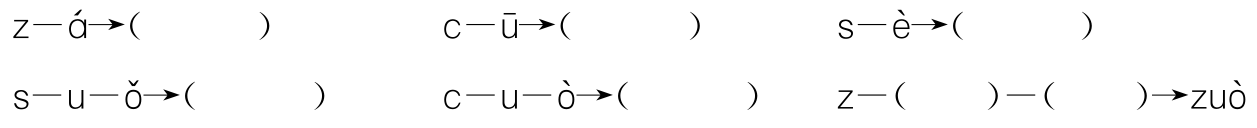 z—á→(        ) c—ū→(        ) s—è→(        )
s—u—ǒ→(        ) c—u—ò→(        ) z—(      )—(      )→zuò